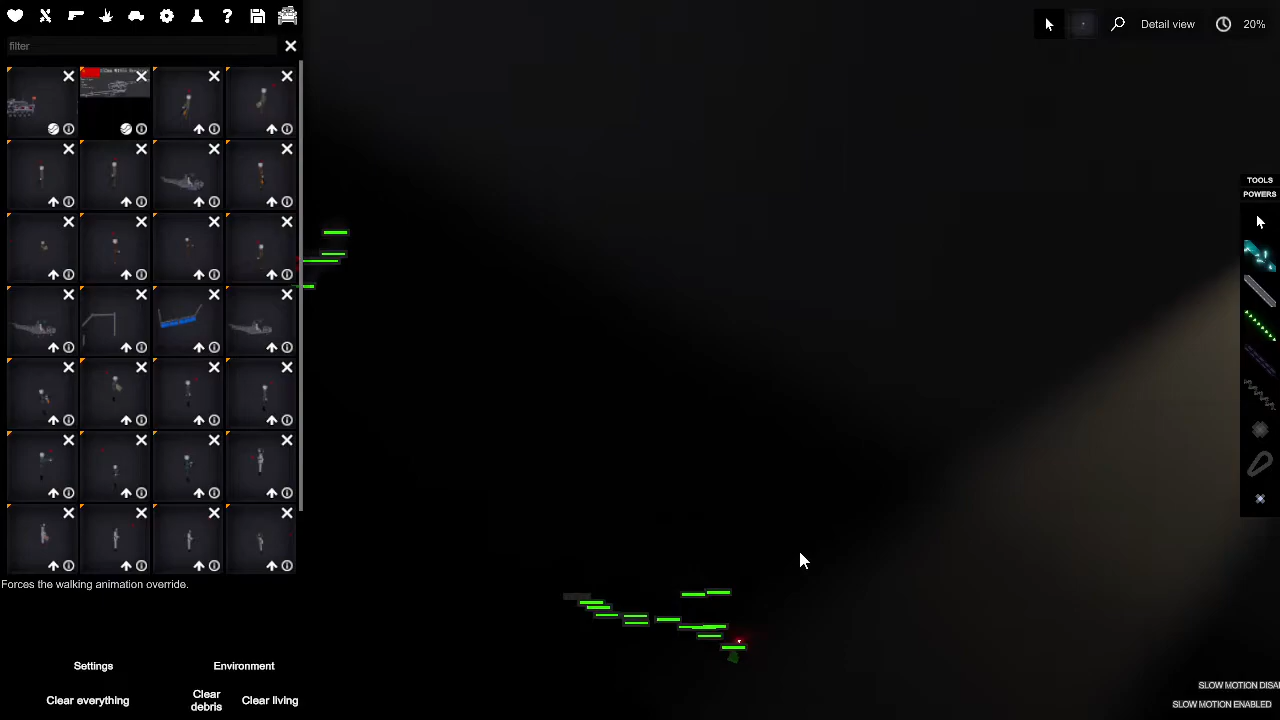 ?
Detail view
20%
filter
TOOLS
POWERS
Forces the walking animation override.
Settings
Environment
Clear everything
Clear debris
Clear living
SLOW MOTION DISA
SLOW MOTION ENABLED